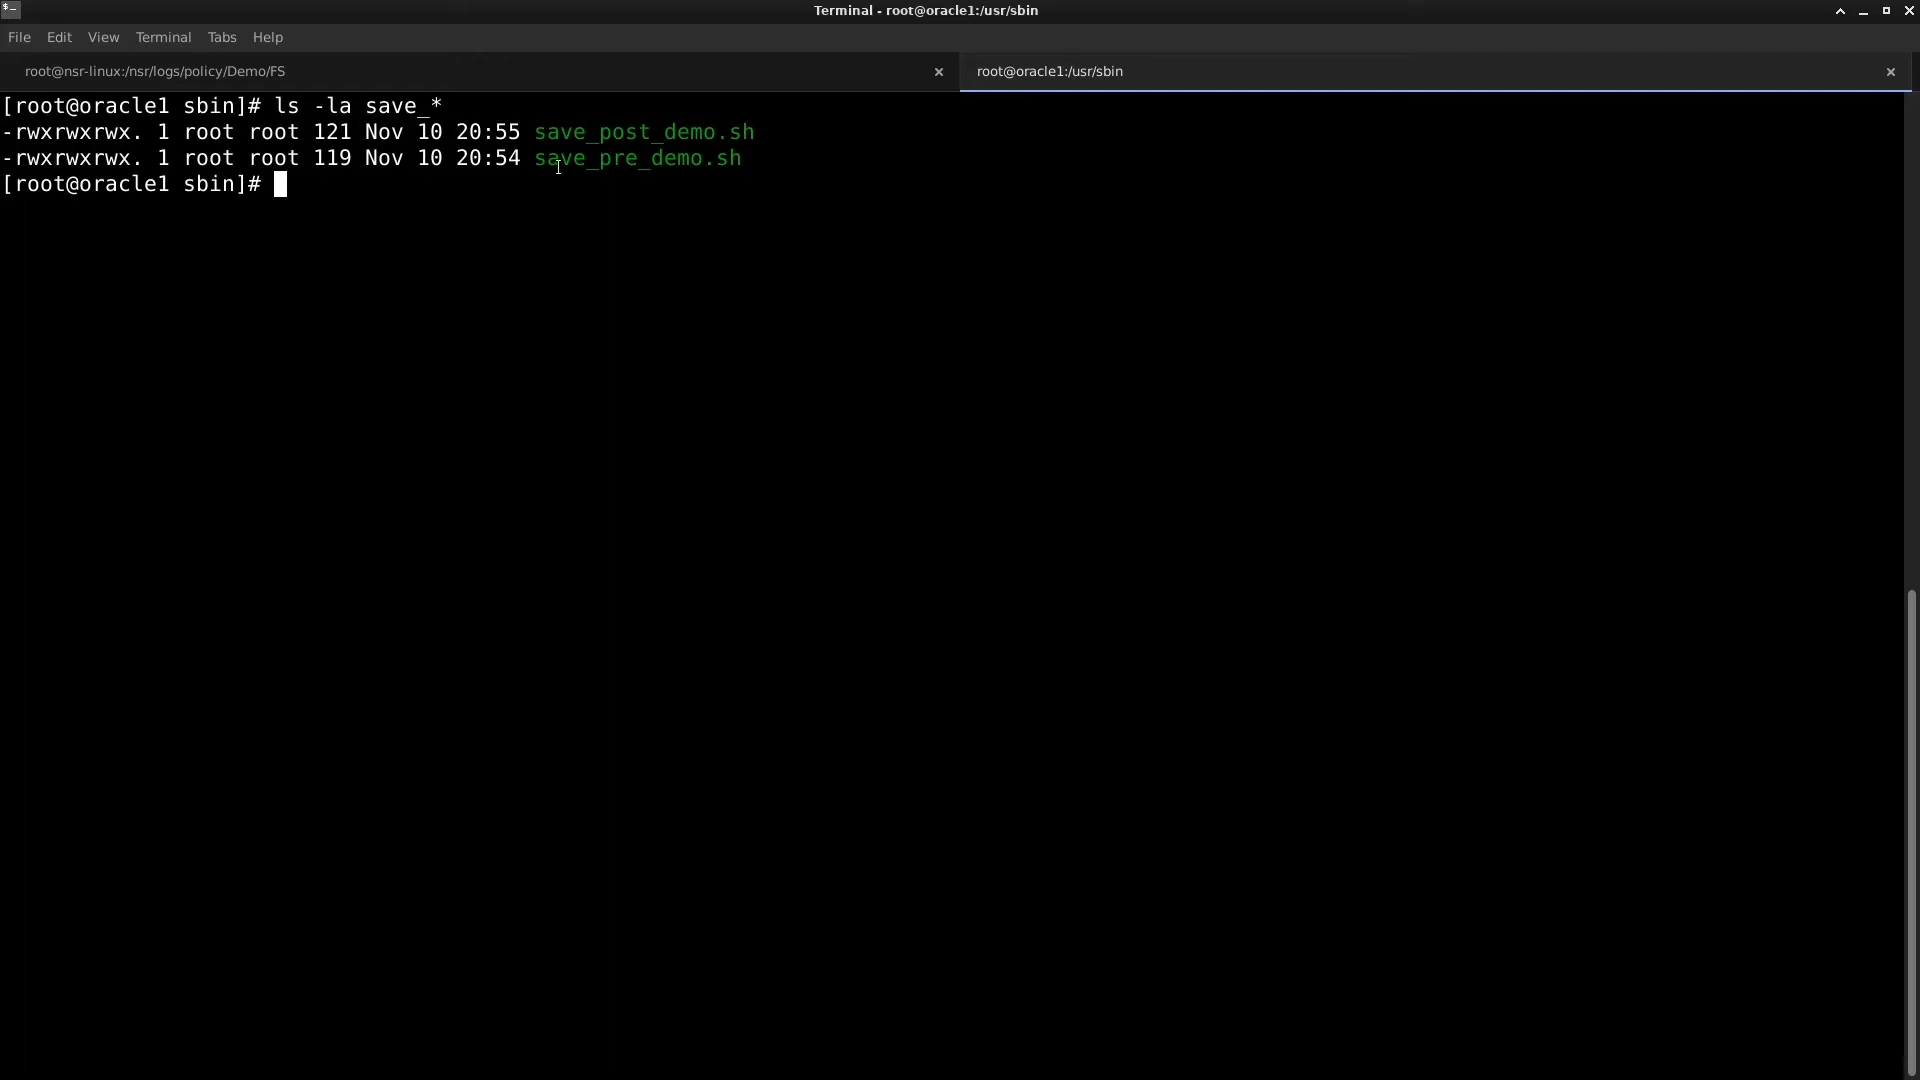 Terminal - root@oracle1:/usr/sbin
File Edit View Terminal Tabs Help
root@nsr-linux:/nsr/logs/policy/Demo/FS
root@oracle1:/usr/sbin
[root@oracle1 sbin]# ls -la save_*
-rwxrwxrwx. 1 root root 121 Nov 10 20:55 save_post_demo.sh
-rwxrwxrwx. 1 root root 119 Nov 10 20:54 save_pre_demo.sh
[root@oracle1 sbin]#